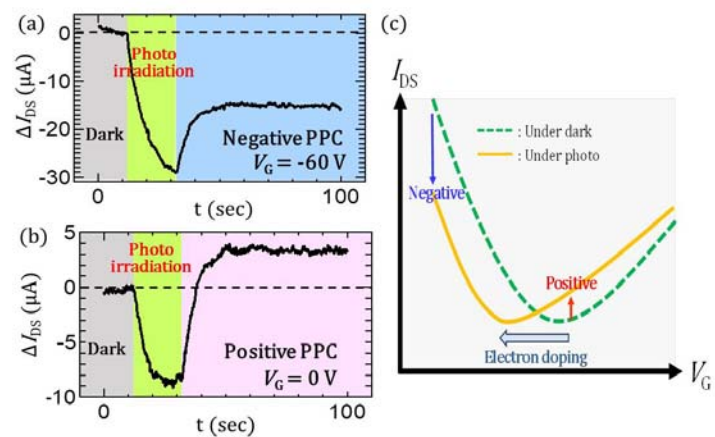 (a)
ΔI_DS (μA)
0
-10
-20
-30
Photo
irradiation
Dark
Negative PPC
V_G = -60 V
0
100
t (sec)
(b)
ΔI_DS (μA)
5
0
-5
-10
Photo
irradiation
Dark
Positive PPC
V_G = 0 V
0
100
t (sec)
(c)
I_DS
: Under dark
: Under photo
Negative
Positive
Electron doping
V_G